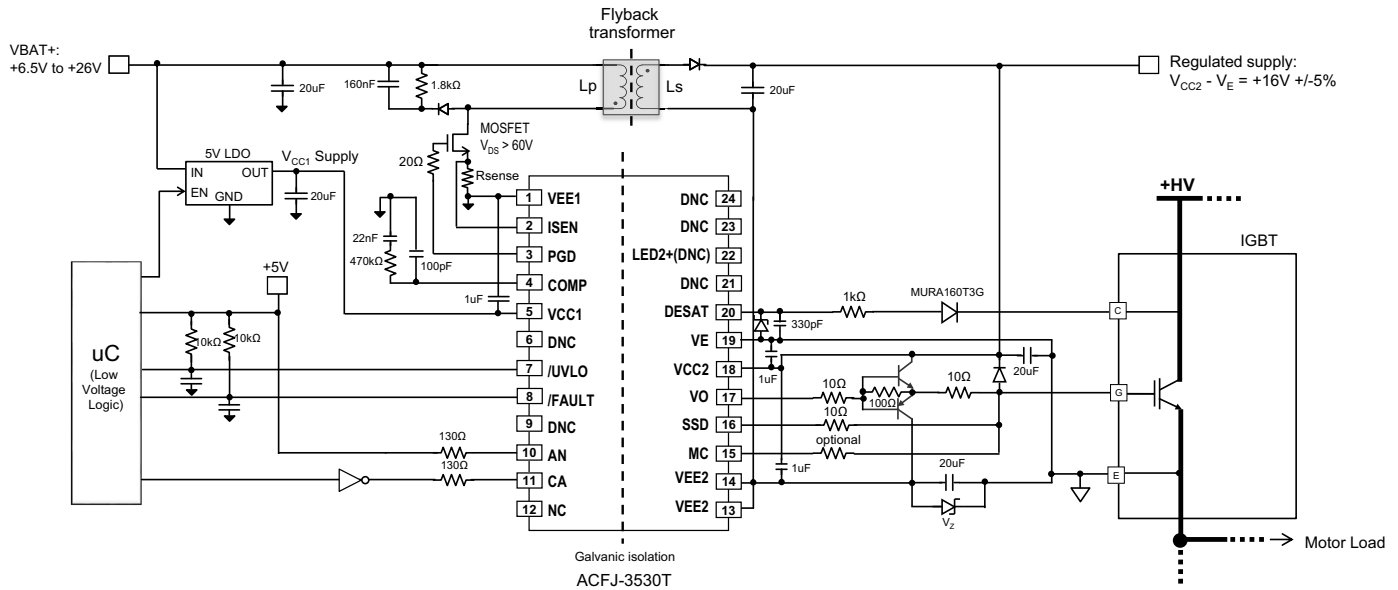 Flyback
transformer
VBAT+:
+6.5V to +26V
Regulated supply:
VCC2 - VE = +16V +/-5%
20uF
160nF
1.8kΩ
Lp
Ls
20uF
MOSFET
VDS > 60V
20Ω
Rsense
5V LDO
VCC1 Supply
IN
OUT
EN
GND
20uF
22nF
470kΩ
100pF
1uF
+5V
10kΩ
10kΩ
uC
(Low
Voltage
Logic)
130Ω
130Ω
1 VEE1
2 ISEN
3 PGD
4 COMP
5 VCC1
6 DNC
7 /UVLO
8 /FAULT
9 DNC
10 AN
11 CA
12 NC
DNC 24
DNC 23
LED2+(DNC) 22
DNC 21
DESAT 20
VE 19
VCC2 18
VO 17
SSD 16
MC 15
VEE2 14
VEE2 13
Galvanic isolation
ACFJ-3530T
1kΩ
MURA160T3G
330pF
1uF
20uF
10Ω
100Ω
10Ω
10Ω
optional
1uF
20uF
VZ
+HV
IGBT
C
G
E
Motor Load